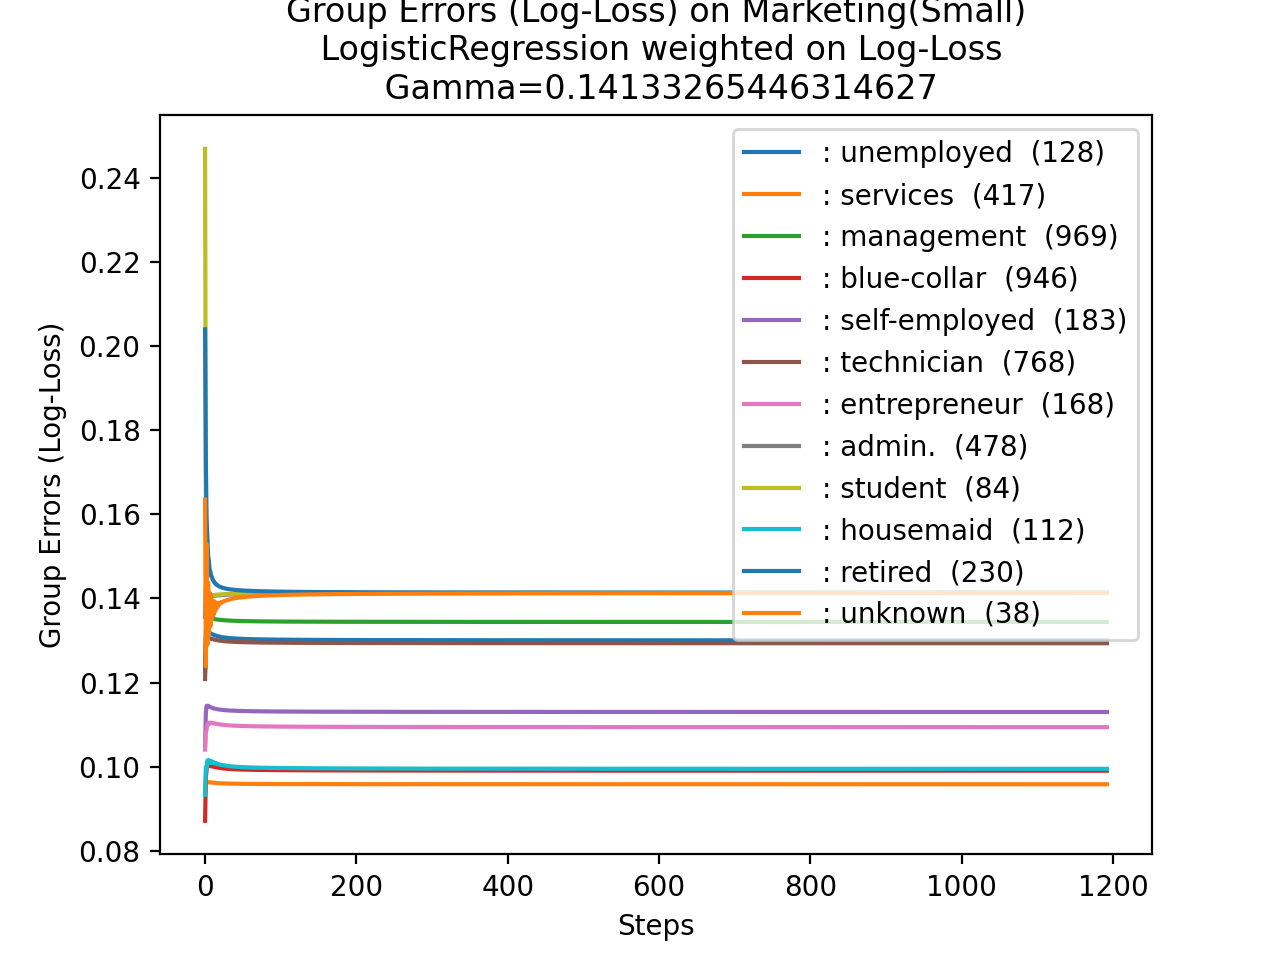 Group Errors (Log-Loss) on Marketing(Small)
LogisticRegression weighted on Log-Loss
Gamma=0.14133265446314627
Group Errors (Log-Loss)
0.24
0.22
0.20
0.18
0.16
0.14
0.12
0.10
0.08
: unemployed (128)
: services (417)
: management (969)
: blue-collar (946)
: self-employed (183)
: technician (768)
: entrepreneur (168)
: admin. (478)
: student (84)
: housemaid (112)
: retired (230)
: unknown (38)
0 200 400 600 800 1000 1200
Steps